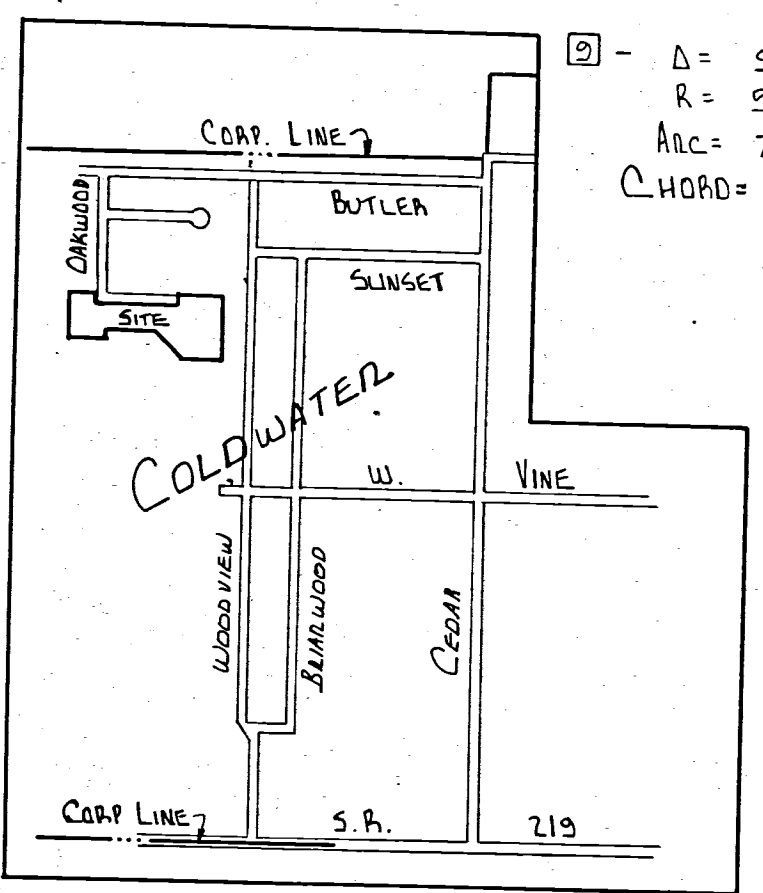 CORP. LINE
9 - Δ =
R =
ARC =
CHORD =
BUTLER
OAKWOOD
SUNSET
SITE
COLDWATER
W. VINE
WOODVIEW
BRIARWOOD
CEDAR
CORP LINE
S.R. 219